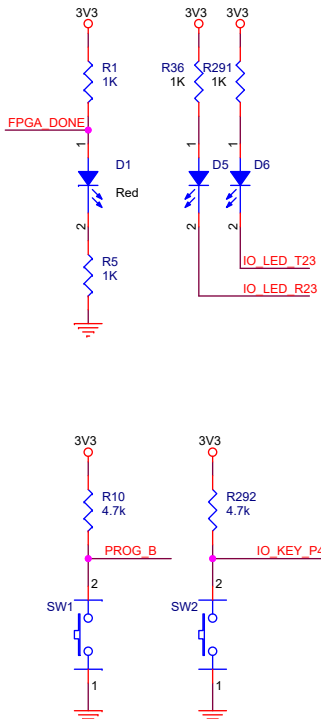 3V3
3V3
3V3
R1
1K
R36
1K
R291
1K
FPGA_DONE
1
1
1
D1
Red
D5
D6
2
2
2
R5
1K
IO_LED_T23
IO_LED_R23
3V3
3V3
R10
4.7k
R292
4.7k
PROG_B
IO_KEY_P4
2
2
SW1
SW2
1
1